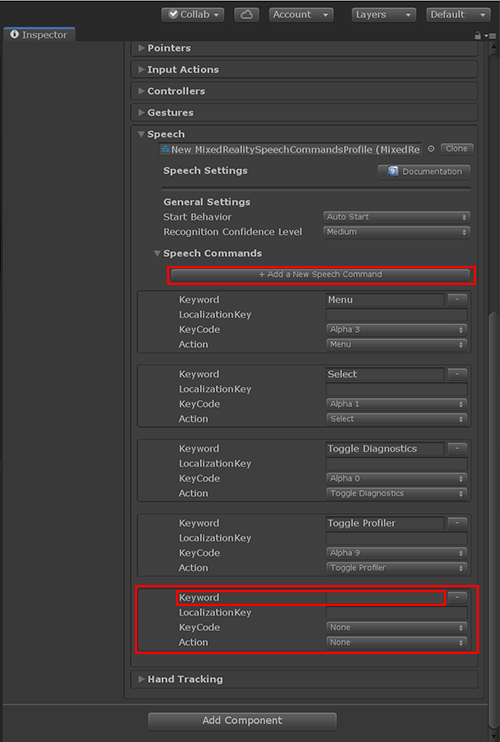 Collab Account Layers Default
Inspector
Pointers
Input Actions
Controllers
Gestures
Speech
New MixedRealitySpeechCommandsProfile (MixedRe Clone
Speech Settings Documentation
General Settings
Start Behavior Auto Start
Recognition Confidence Level Medium
Speech Commands
+ Add a New Speech Command
Keyword Menu -
LocalizationKey
KeyCode Alpha 3
Action Menu
Keyword Select -
LocalizationKey
KeyCode Alpha 1
Action Select
Keyword Toggle Diagnostics -
LocalizationKey
KeyCode Alpha 0
Action Toggle Diagnostics
Keyword Toggle Profiler -
LocalizationKey
KeyCode Alpha 9
Action Toggle Profiler
Keyword -
LocalizationKey
KeyCode None
Action None
Hand Tracking
Add Component